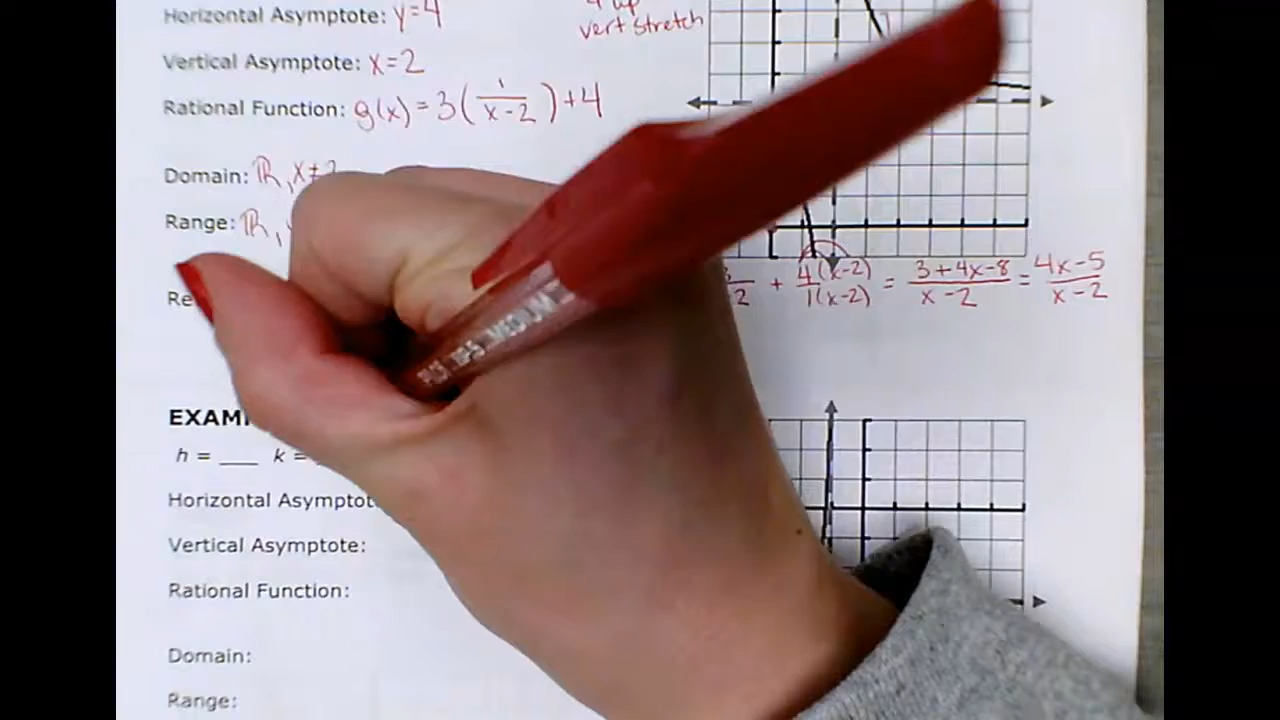 Horizontal Asymptote: y=4
4 up
vert stretch
Vertical Asymptote: x=2
Rational Function: g(x) = 3(1/(x-2)) + 4
Domain: ℝ, x≠2
Range: ℝ,
+ 4(x-2)/1(x-2) = (3+4x-8)/(x-2) = (4x-5)/(x-2)
h = ___ k =
Horizontal
Vertical Asymptote:
Rational Function:
Domain:
Range: